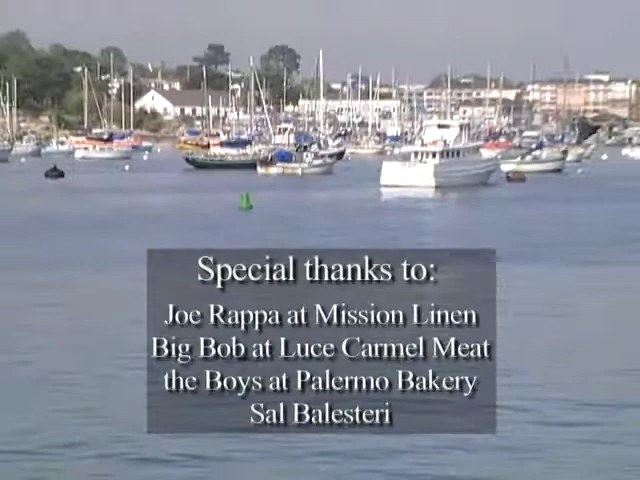 Special thanks to:
Joe Rappa at Mission Linen
Big Bob at Luce Carmel Meat
the Boys at Palermo Bakery
Sal Balesteri